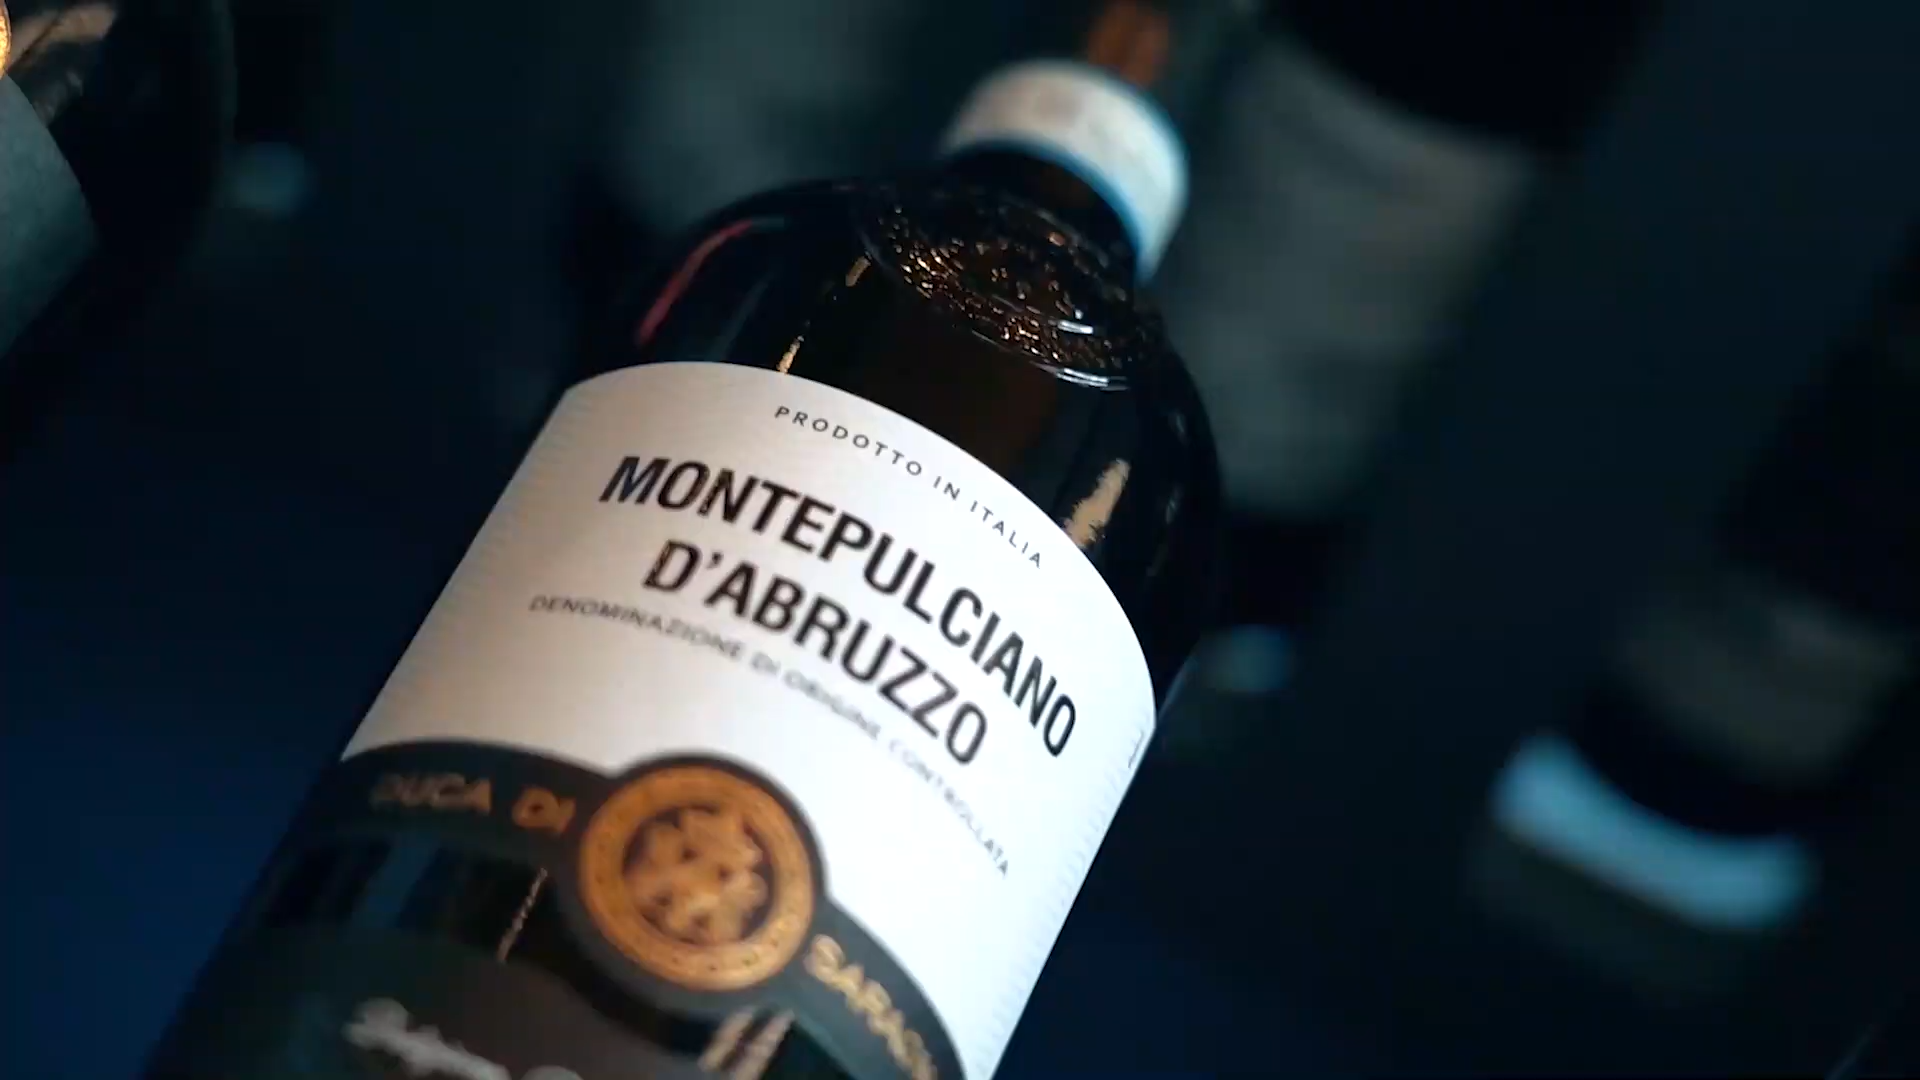 PRODOTTO IN ITALIA
MONTEPULCIANO
D'ABRUZZO
DENOMINAZIONE DI ORIGINE CONTROLLATA
DUCA DI